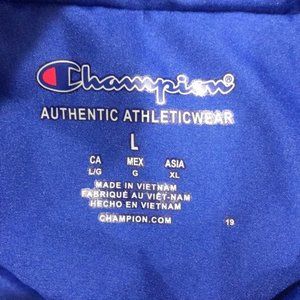 Champion®
AUTHENTIC ATHLETICWEAR
L
CA MEX ASIA
L/G G XL
MADE IN VIETNAM
FABRIQUÉ AU VIÊT-NAM
HECHO EN VIETNAM
CHAMPION.COM 19